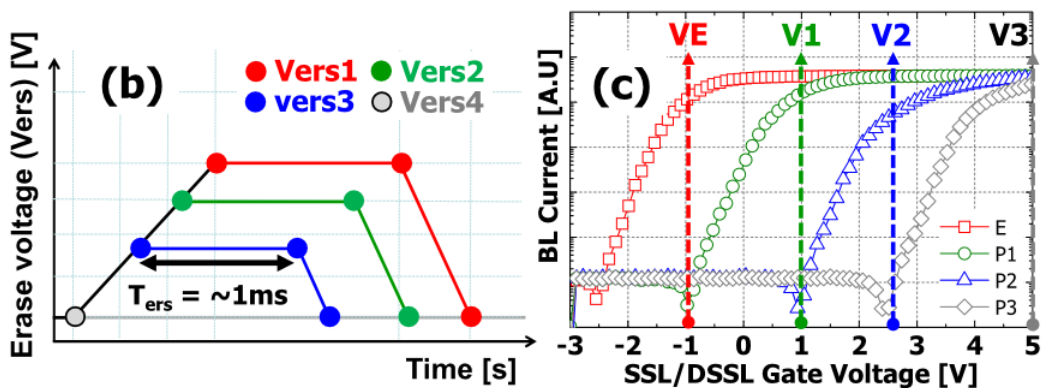 Erase voltage (Vers) [V]
(b)
Vers1
Vers2
vers3
Vers4
Ters = ~1ms
Time [s]
VE
V1
V2
V3
(c)
BL Current [A.U]
E
P1
P2
P3
-3 -2 -1 0 1 2 3 4 5
SSL/DSSL Gate Voltage [V]